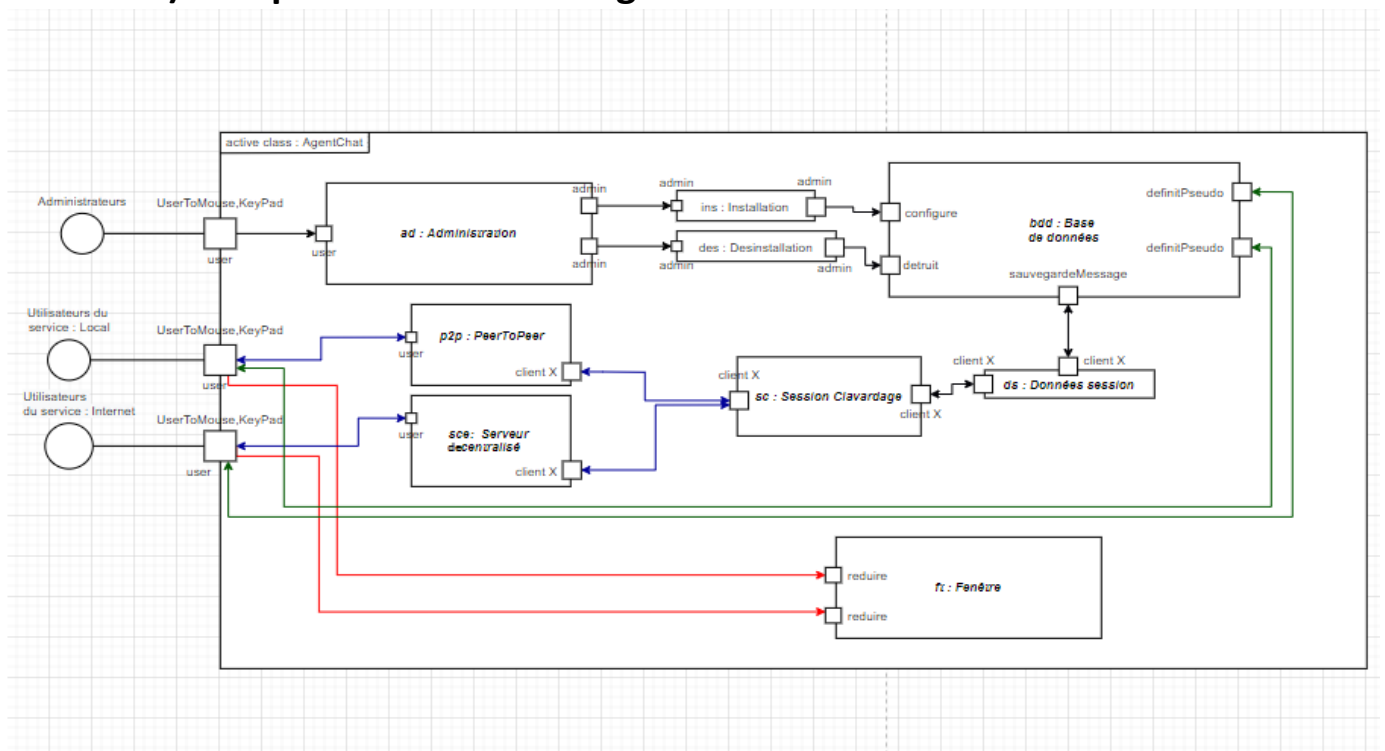 active class : AgentChat
Administrateurs
UserToMouse,KeyPad
user
user
ad : Administration
admin
admin
admin
admin
ins : Installation
admin
des : Desinstallation
admin
configure
detruit
bdd : Base
de données
definitPseudo
definitPseudo
sauvegardeMessage
Utilisateurs du
service : Local
UserToMouse,KeyPad
user
user
p2p : PeerToPeer
client X
Utilisateurs
du service : Internet
UserToMouse,KeyPad
user
user
sce: Serveur
decentralisé
client X
client X
sc : Session Clavardage
client X
client X
client X
ds : Données session
reduire
reduire
ft : Fenêtre